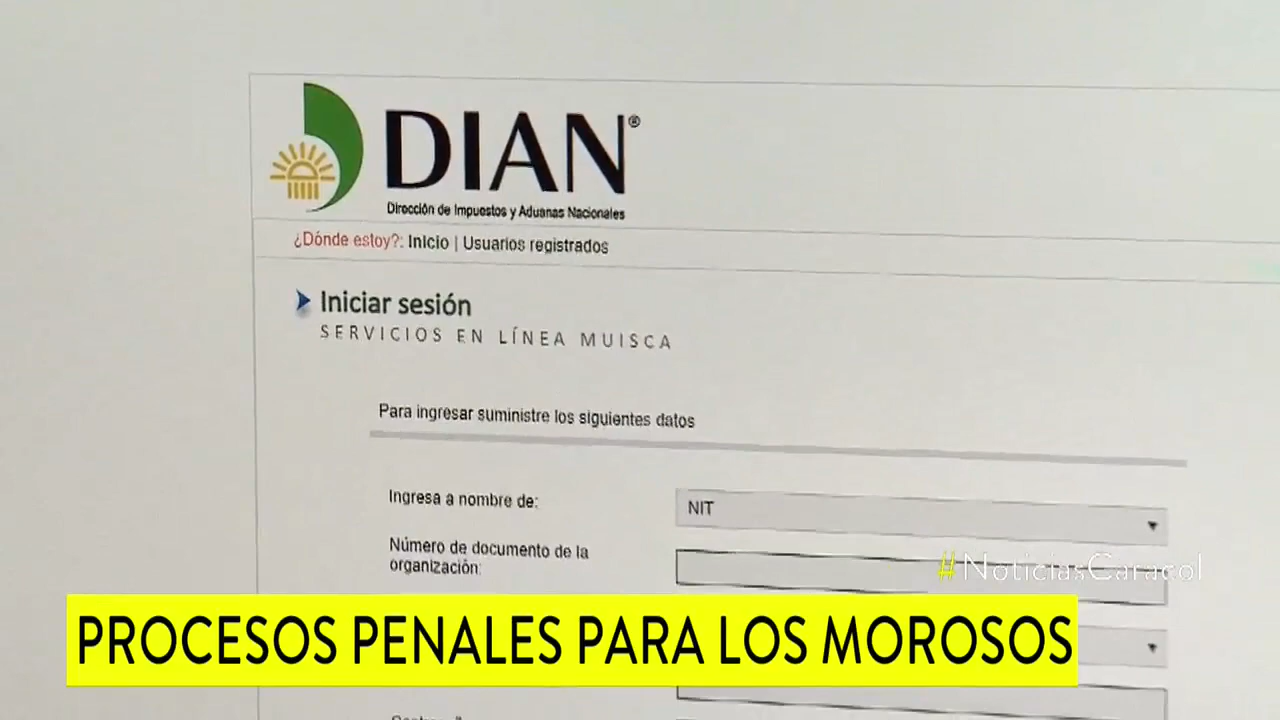 DIAN®
Dirección de Impuestos y Aduanas Nacionales
¿Dónde estoy?: Inicio | Usuarios registrados
Iniciar sesión
SERVICIOS EN LÍNEA MUISCA
Para ingresar suministre los siguientes datos
Ingresa a nombre de:
NIT
Número de documento de la
organización:
#NoticiasCaracol
PROCESOS PENALES PARA LOS MOROSOS